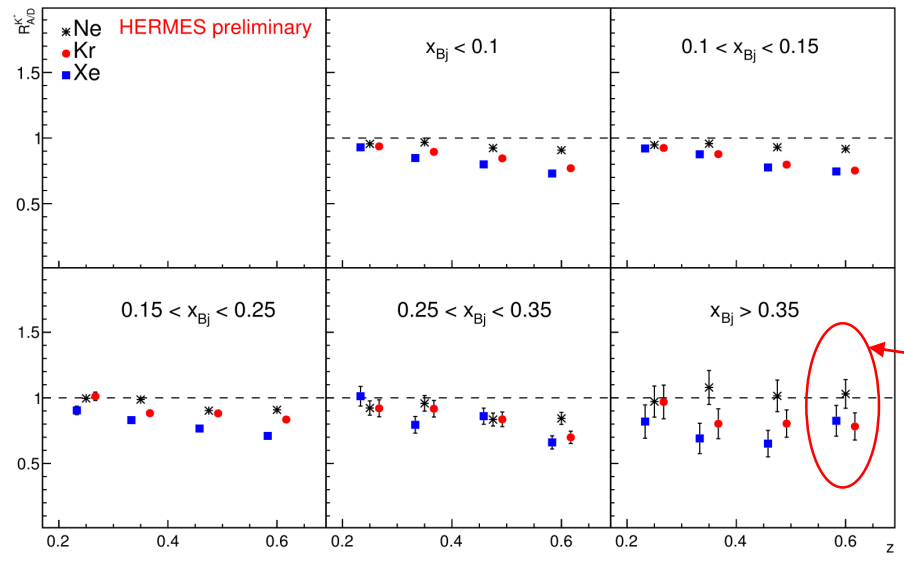 R^{K^+}_{A/D}
Ne HERMES preliminary
Kr
Xe
x_{Bj} < 0.1
0.1 < x_{Bj} < 0.15
1.5
1
0.5
0.15 < x_{Bj} < 0.25
0.25 < x_{Bj} < 0.35
x_{Bj} > 0.35
1.5
1
0.5
0.2 0.4 0.6 0.2 0.4 0.6 0.2 0.4 0.6
z